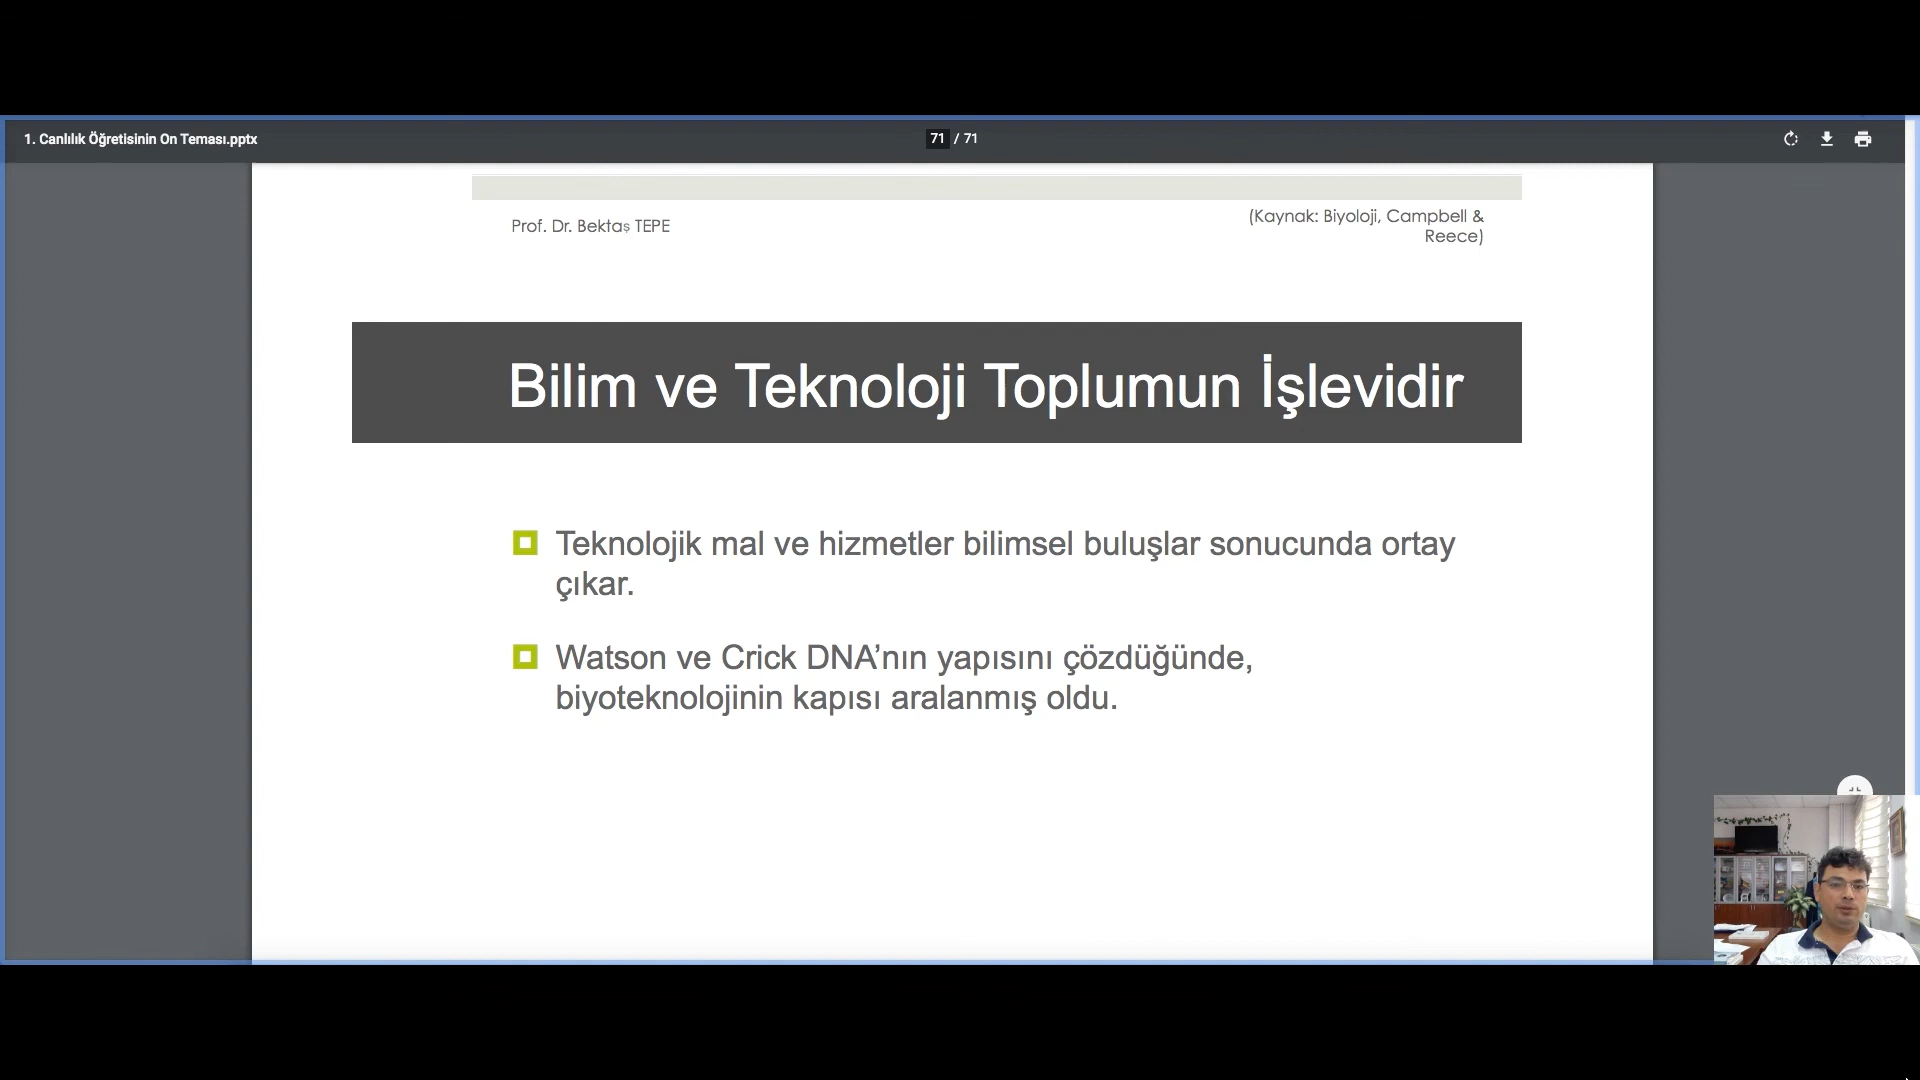 1. Canlılık Öğretisinin On Teması.pptx
71 / 71
Prof. Dr. Bektaş TEPE
(Kaynak: Biyoloji, Campbell &
Reece)
Bilim ve Teknoloji Toplumun İşlevidir
Teknolojik mal ve hizmetler bilimsel buluşlar sonucunda ortay
çıkar.
Watson ve Crick DNA’nın yapısını çözdüğünde,
biyoteknolojinin kapısı aralanmış oldu.